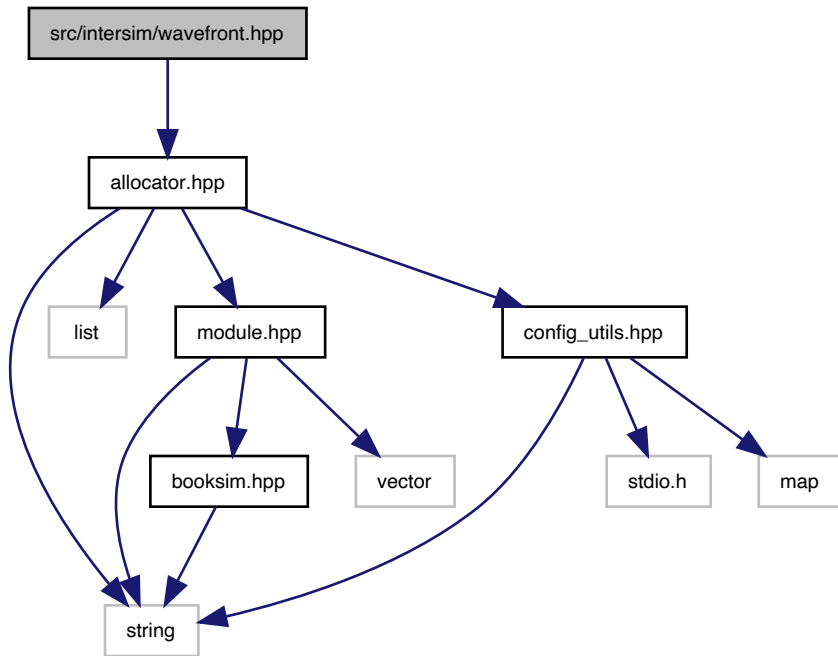 src/intersim/wavefront.hpp
allocator.hpp
list
module.hpp
config_utils.hpp
booksim.hpp
vector
stdio.h
map
string